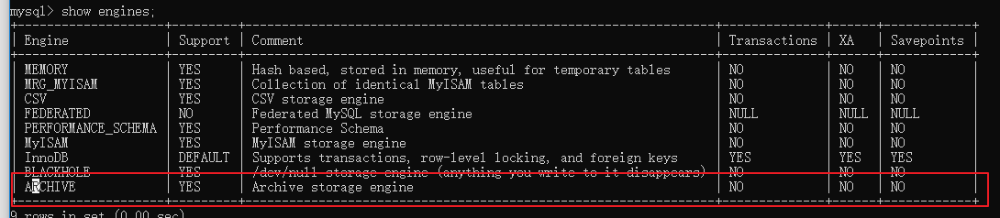 mysql> show engines;
| Engine | Support | Comment | Transactions | XA | Savepoints |
| MEMORY | YES | Hash based, stored in memory, useful for temporary tables | NO | NO | NO |
| MRG_MYISAM | YES | Collection of identical MyISAM tables | NO | NO | NO |
| CSV | YES | CSV storage engine | NO | NO | NO |
| FEDERATED | NO | Federated MySQL storage engine | NULL | NULL | NULL |
| PERFORMANCE_SCHEMA | YES | Performance Schema | NO | NO | NO |
| MyISAM | YES | MyISAM storage engine | NO | NO | NO |
| InnoDB | DEFAULT | Supports transactions, row-level locking, and foreign keys | YES | YES | YES |
| BLACKHOLE | YES | /dev/null storage engine (anything you write to it disappears) | NO | NO | NO |
| ARCHIVE | YES | Archive storage engine | NO | NO | NO |
9 rows in set (0.00 sec)